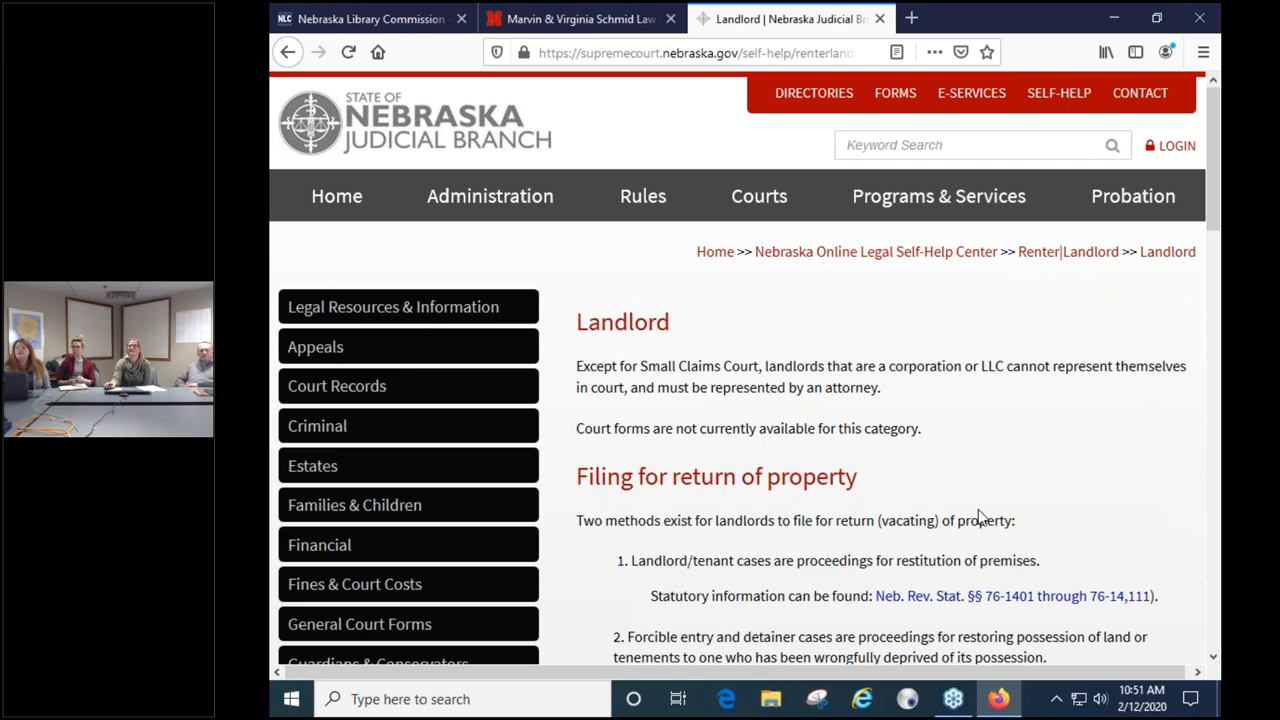 Nebraska Library Commission
Marvin & Virginia Schmid Law
Landlord | Nebraska Judicial Br
https://supremecourt.nebraska.gov/self-help/renterland
DIRECTORIES FORMS E-SERVICES SELF-HELP CONTACT
STATE OF
NEBRASKA
JUDICIAL BRANCH
Keyword Search
LOGIN
Home Administration Rules Courts Programs & Services Probation
Home >> Nebraska Online Legal Self-Help Center >> Renter|Landlord >> Landlord
Legal Resources & Information
Appeals
Court Records
Criminal
Estates
Families & Children
Financial
Fines & Court Costs
General Court Forms
Guardians & Conservators
Landlord
Except for Small Claims Court, landlords that are a corporation or LLC cannot represent themselves
in court, and must be represented by an attorney.
Court forms are not currently available for this category.
Filing for return of property
Two methods exist for landlords to file for return (vacating) of property:
1. Landlord/tenant cases are proceedings for restitution of premises.
Statutory information can be found: Neb. Rev. Stat. §§ 76-1401 through 76-14,111).
2. Forcible entry and detainer cases are proceedings for restoring possession of land or
tenements to one who has been wrongfully deprived of its possession.
Type here to search
10:51 AM
2/12/2020